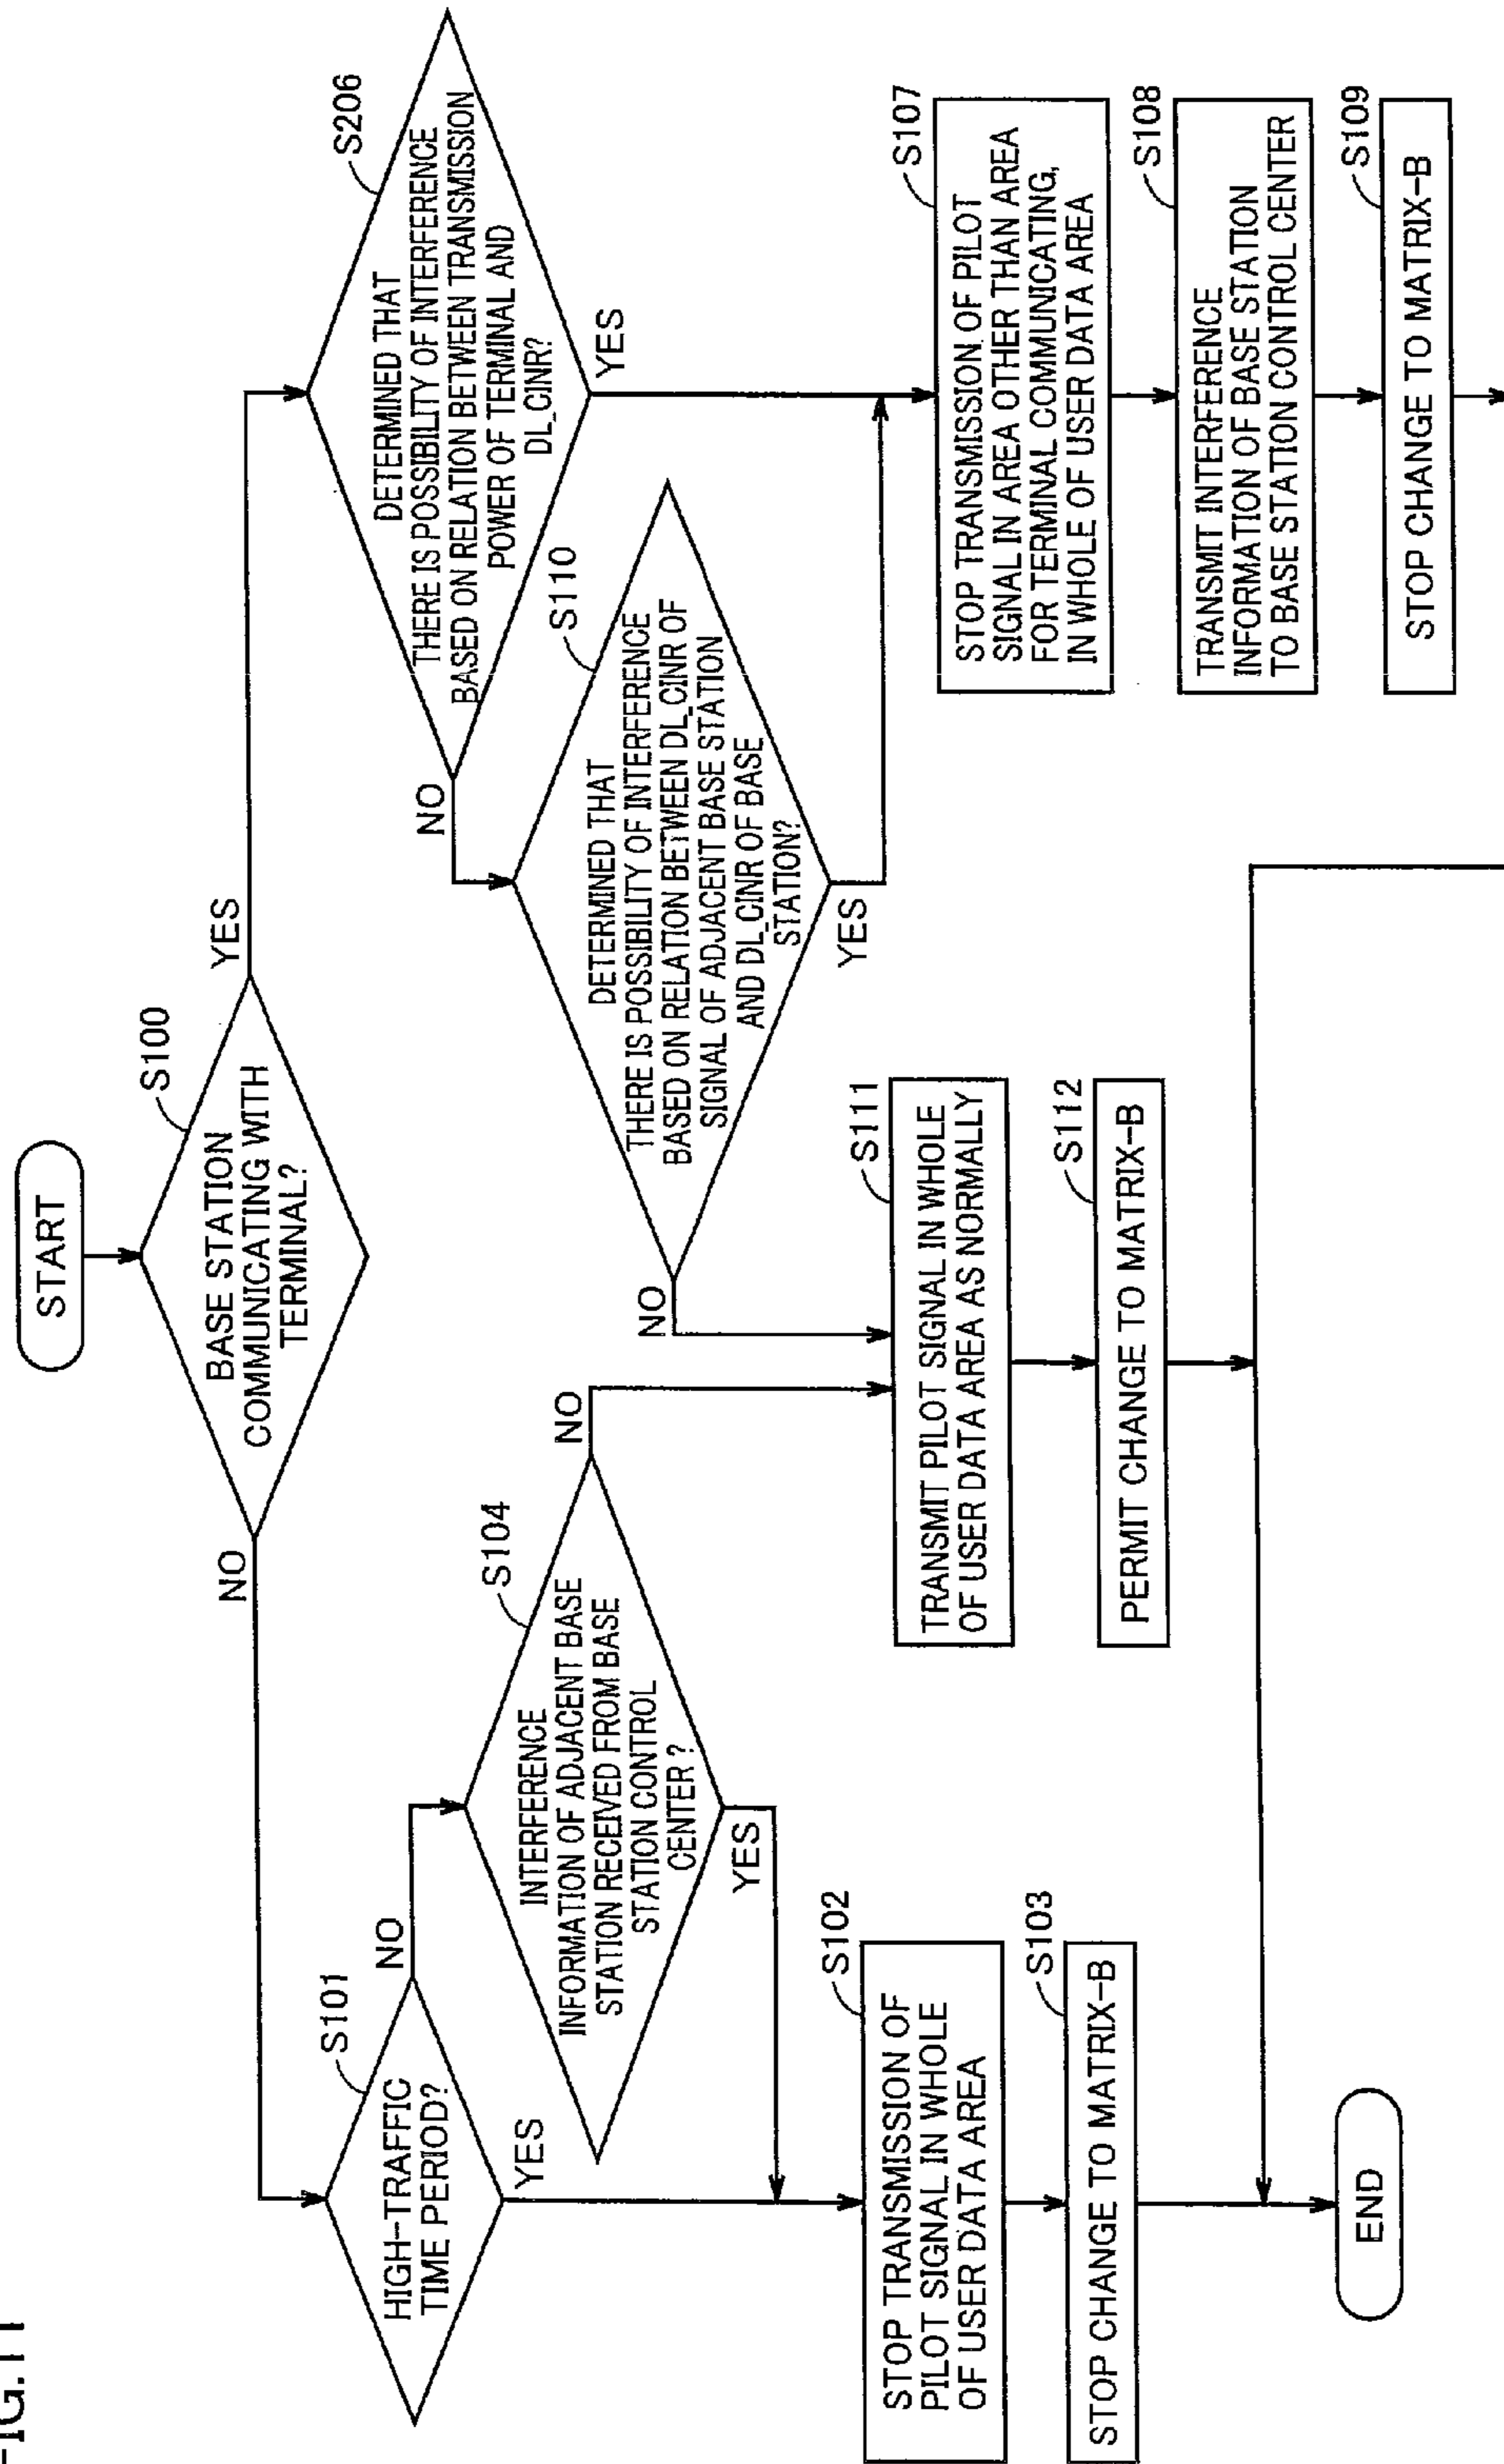 FIG.11
START
BASE STATION
COMMUNICATING WITH
TERMINAL?
S100
NO
YES
HIGH-TRAFFIC
TIME PERIOD?
S101
NO
YES
INTERFERENCE
INFORMATION OF ADJACENT BASE
STATION RECEIVED FROM BASE
STATION CONTROL
CENTER ?
S104
NO
YES
STOP TRANSMISSION OF
PILOT SIGNAL IN WHOLE
OF USER DATA AREA
S102
STOP CHANGE TO MATRIX-B
S103
END
DETERMINED THAT
THERE IS POSSIBILITY OF INTERFERENCE
BASED ON RELATION BETWEEN TRANSMISSION
POWER OF TERMINAL AND
DL_CINR?
S206
NO
YES
DETERMINED THAT
THERE IS POSSIBILITY OF INTERFERENCE
BASED ON RELATION BETWEEN DL_CINR OF
SIGNAL OF ADJACENT BASE STATION
AND DL_CINR OF BASE
STATION?
S110
NO
YES
TRANSMIT PILOT SIGNAL IN WHOLE
OF USER DATA AREA AS NORMALLY
S111
PERMIT CHANGE TO MATRIX-B
S112
STOP TRANSMISSION OF PILOT
SIGNAL IN AREA OTHER THAN AREA
FOR TERMINAL COMMUNICATING,
IN WHOLE OF USER DATA AREA
S107
TRANSMIT INTERFERENCE
INFORMATION OF BASE STATION
TO BASE STATION CONTROL CENTER
S108
STOP CHANGE TO MATRIX-B
S109